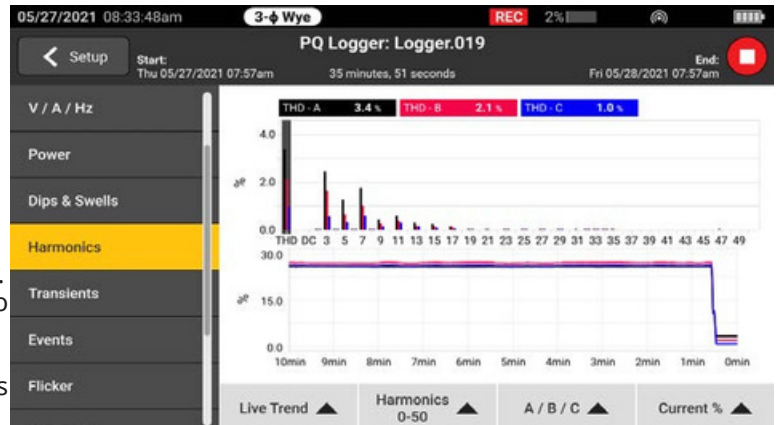 05/27/2021 08:33:48am 3-ϕ Wye REC 2%
Setup
PQ Logger: Logger.019
Start: End:
Thu 05/27/2021 07:57am 35 minutes, 51 seconds Fri 05/28/2021 07:57am
V / A / Hz
Power
Dips & Swells
Harmonics
Transients
Events
Flicker
THD - A 3.4 % THD - B 2.1 % THD - C 1.0 %
4.0
% 2.0
0.0
THD DC 3 5 7 9 11 13 15 17 19 21 23 25 27 29 31 33 35 37 39 41 43 45 47 49
30.0
% 15.0
0.0
10min 9min 8min 7min 6min 5min 4min 3min 2min 1min 0min
Live Trend Harmonics 0-50 A / B / C Current %